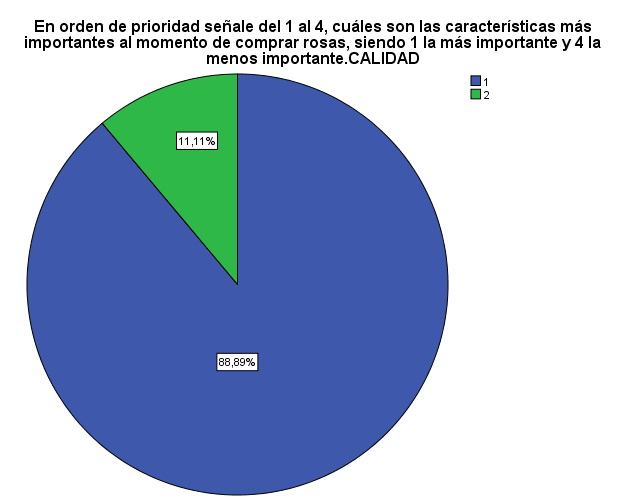 En orden de prioridad señale del 1 al 4, cuáles son las características más
importantes al momento de comprar rosas, siendo 1 la más importante y 4 la
menos importante.CALIDAD
1
2
11,11%
88,89%